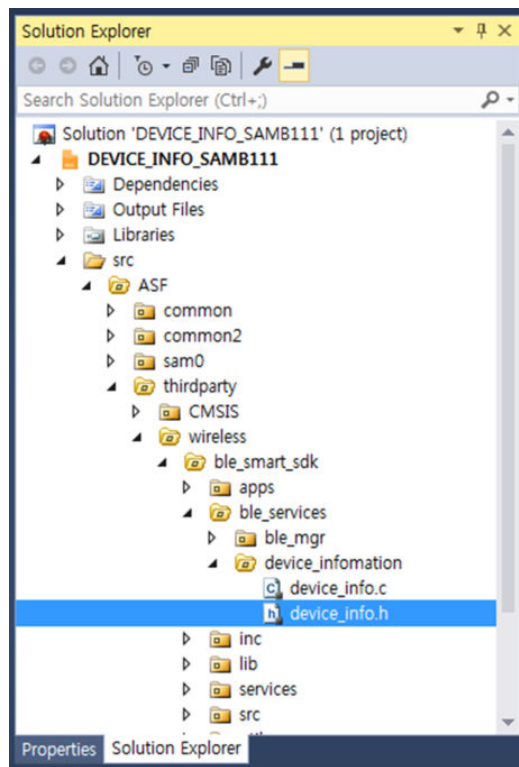 Solution Explorer
Search Solution Explorer (Ctrl+;)
Solution 'DEVICE_INFO_SAMB111' (1 project)
DEVICE_INFO_SAMB111
Dependencies
Output Files
Libraries
src
ASF
common
common2
sam0
thirdparty
CMSIS
wireless
ble_smart_sdk
apps
ble_services
ble_mgr
device_infomation
device_info.c
device_info.h
inc
lib
services
src
Properties Solution Explorer